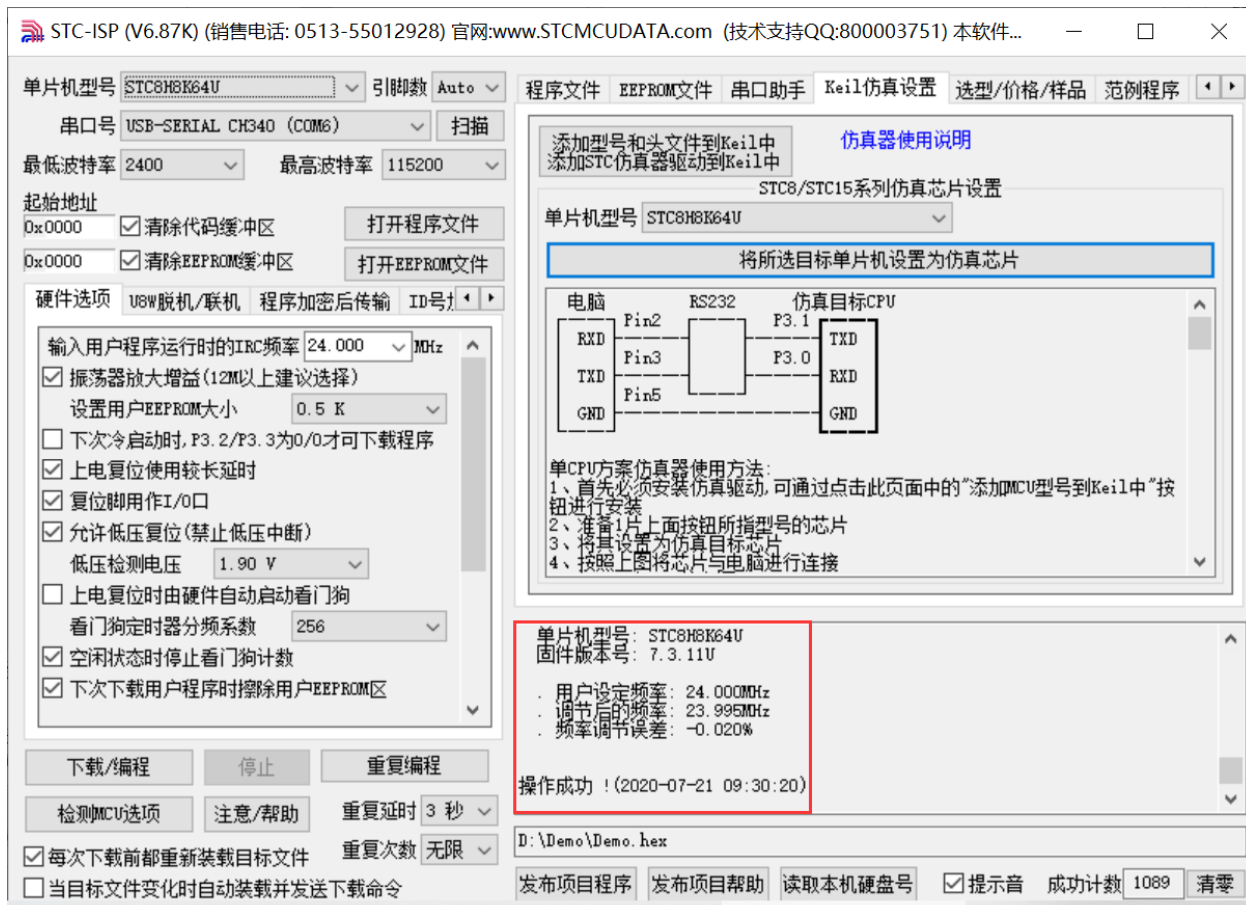 STC-ISP (V6.87K) (销售电话: 0513-55012928) 官网:www.STCMCUDATA.com (技术支持QQ:800003751) 本软件...
单片机型号 STC8H8K64U 引脚数 Auto
串口号 USB-SERIAL CH340 (COM6) 扫描
最低波特率 2400 最高波特率 115200
起始地址
0x0000 清除代码缓冲区 打开程序文件
0x0000 清除EEPROM缓冲区 打开EEPROM文件
硬件选项 U8W脱机/联机 程序加密后传输 ID号
输入用户程序运行时的IRC频率 24.000 MHz
振荡器放大增益(12M以上建议选择)
设置用户EEPROM大小 0.5 K
下次冷启动时,P3.2/P3.3为0/0才可下载程序
上电复位使用较长延时
复位脚用作I/O口
允许低压复位(禁止低压中断)
低压检测电压 1.90 V
上电复位时由硬件自动启动看门狗
看门狗定时器分频系数 256
空闲状态时停止看门狗计数
下次下载用户程序时擦除用户EEPROM区
下载/编程 停止 重复编程
检测MCU选项 注意/帮助 重复延时 3 秒
每次下载前都重新装载目标文件 重复次数 无限
当目标文件变化时自动装载并发送下载命令
程序文件 EEPROM文件 串口助手 Keil仿真设置 选型/价格/样品 范例程序
添加型号和头文件到Keil中
添加STC仿真器驱动到Keil中
仿真器使用说明
STC8/STC15系列仿真芯片设置
单片机型号 STC8H8K64U
将所选目标单片机设置为仿真芯片
电脑 RS232 仿真目标CPU
Pin2 P3.1
RXD TXD
Pin3 P3.0
TXD RXD
Pin5
GND GND
单CPU方案仿真器使用方法:
1、首先必须安装仿真驱动,可通过点击此页面中的"添加MCU型号到Keil中"按
钮进行安装
2、准备1片上面按钮所指型号的芯片
3、将其设置为仿真目标芯片
4、按照上图将芯片与电脑进行连接
单片机型号: STC8H8K64U
固件版本号: 7.3.11U
. 用户设定频率: 24.000MHz
. 调节后的频率: 23.995MHz
. 频率调节误差: -0.020%
操作成功 !(2020-07-21 09:30:20)
D:\Demo\Demo.hex
发布项目程序 发布项目帮助 读取本机硬盘号 提示音 成功计数 1089 清零